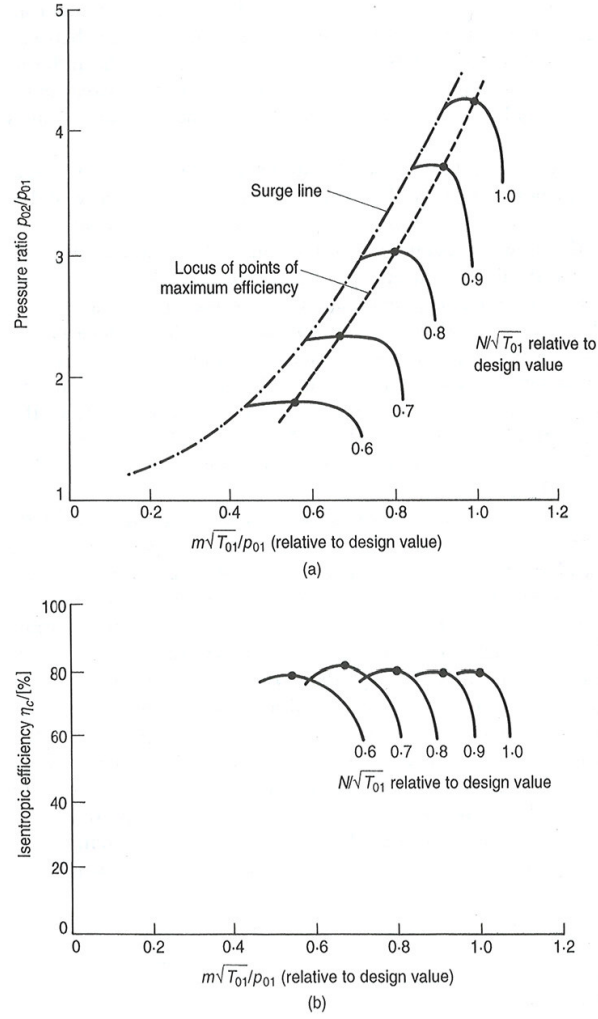 5
4
3
2
1
Pressure ratio p02/p01
Surge line
Locus of points of
maximum efficiency
1·0
0·9
0·8
0·7
0·6
N/√T01 relative to
design value
0 0·2 0·4 0·6 0·8 1·0 1·2
m√T01/p01 (relative to design value)
(a)
100
80
60
40
20
0
Isentropic efficiency ηc/[%]
0·6 0·7 0·8 0·9 1·0
N/√T01 relative to design value
0 0·2 0·4 0·6 0·8 1·0 1·2
m√T01/p01 (relative to design value)
(b)